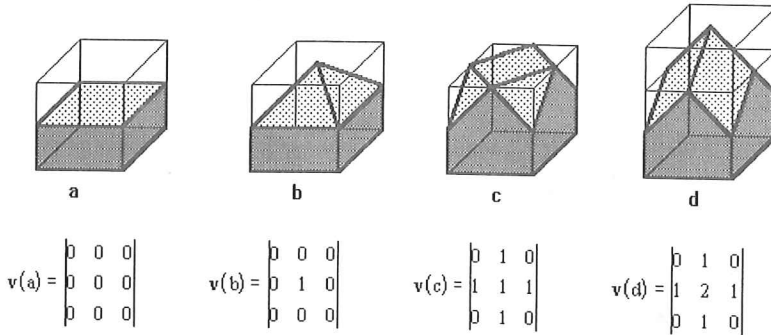 a b c d
v(a) = |0 0 0|
|0 0 0|
|0 0 0|
v(b) = |0 0 0|
|0 1 0|
|0 0 0|
v(c) = |0 1 0|
|1 1 1|
|0 1 0|
v(d) = |0 1 0|
|1 2 1|
|0 1 0|